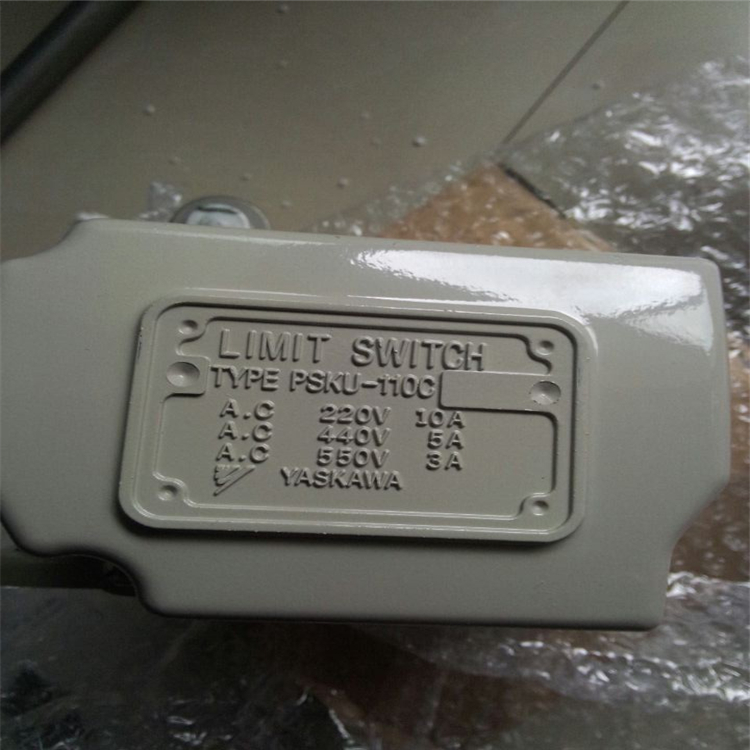 LIMIT SWITCH
TYPE PSKU-110C
A.C 220V 10A
A.C 440V 5A
A.C 550V 3A
YASKAWA